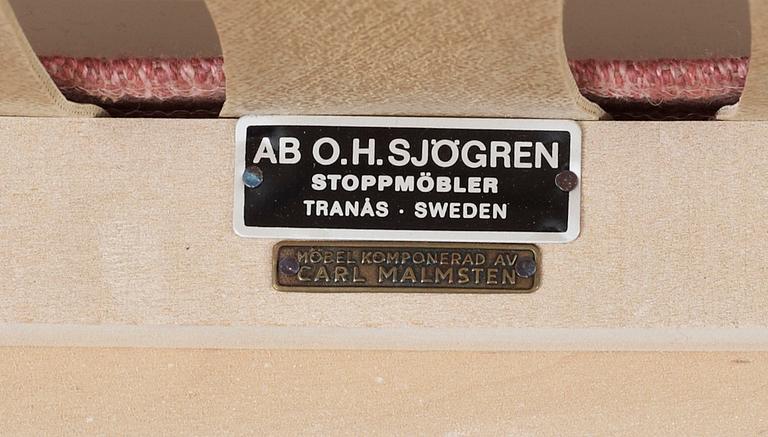 AB O.H. SJÖGREN
STOPPMÖBLER
TRANÅS · SWEDEN
MÖBEL KOMPONERAD AV
CARL MALMSTEN